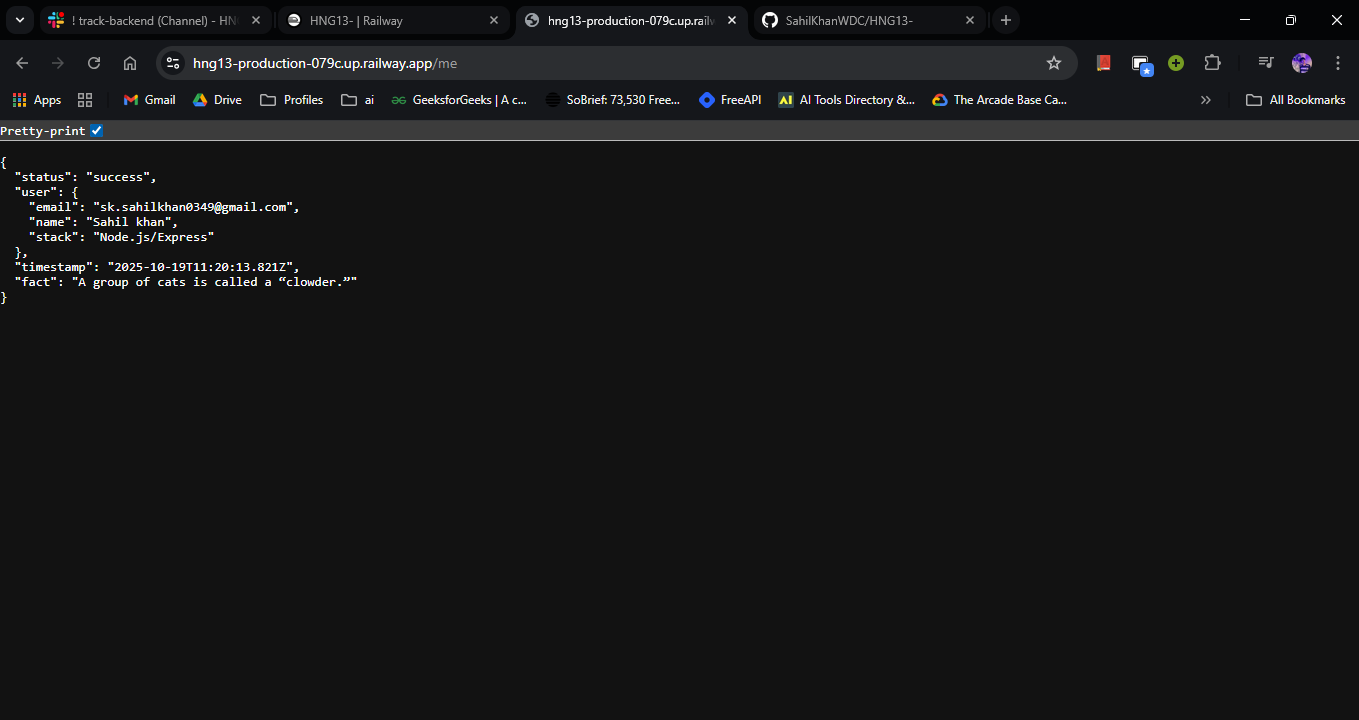 ! track-backend (Channel) - HN
HNG13- | Railway
hng13-production-079c.up.railw
SahilKhanWDC/HNG13-
hng13-production-079c.up.railway.app/me
Apps
Gmail
Drive
Profiles
ai
GeeksforGeeks | A c...
SoBrief: 73,530 Free...
FreeAPI
AI
AI Tools Directory &...
The Arcade Base Ca...
»
All Bookmarks
Pretty-print
{
"status": "success",
"user": {
"email": "sk.sahilkhan0349@gmail.com",
"name": "Sahil khan",
"stack": "Node.js/Express"
},
"timestamp": "2025-10-19T11:20:13.821Z",
"fact": "A group of cats is called a “clowder.”"
}